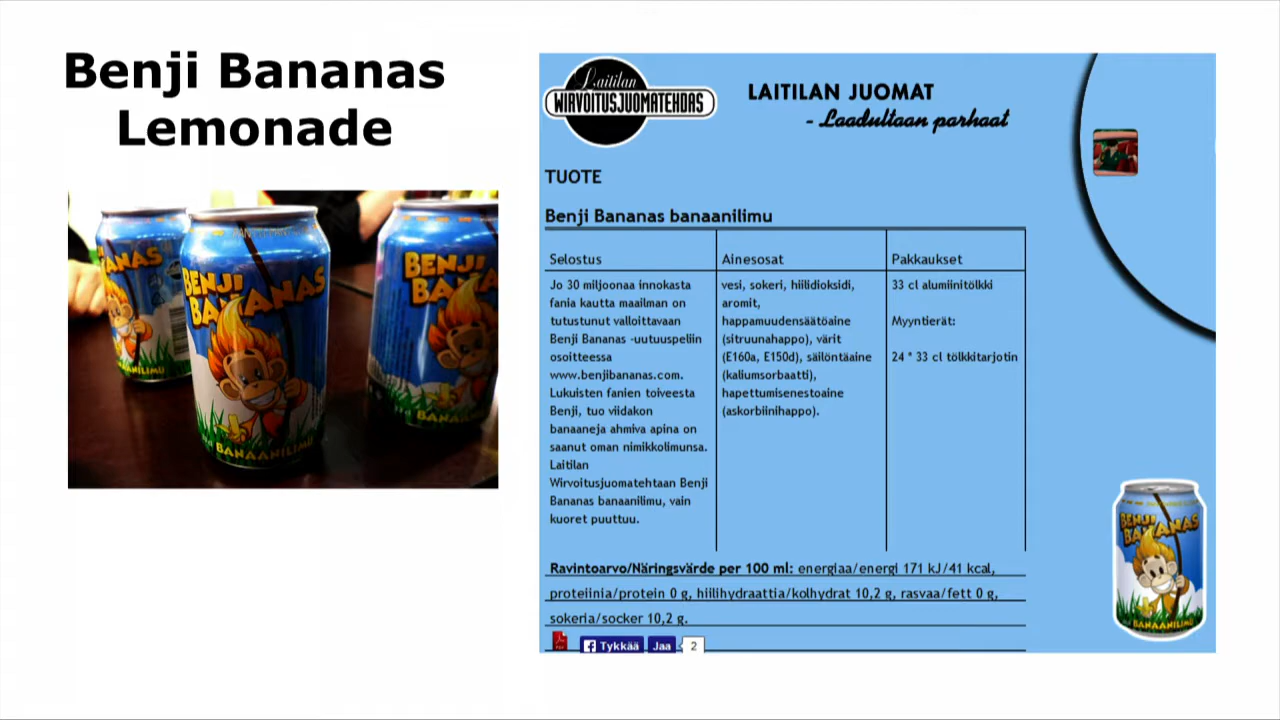 Benji Bananas
Lemonade
BENJI
BANANAS
BANAANILIMU
BENJI
BANANAS
BANAANILIMU
BENJI
BANANAS
Laitilan
WIRVOITUSJUOMATEHDAS
LAITILAN JUOMAT
- Laadultaan parhaat
TUOTE
Benji Bananas banaanilimu
Selostus
Jo 30 miljoonaa innokasta
fania kautta maailman on
tutustunut valloittavaan
Benji Bananas -uutuuspeliin
osoitteessa
www.benjibananas.com.
Lukuisten fanien toiveesta
Benji, tuo viidakon
banaaneja ahmiva apina on
saanut oman nimikkolimunsa.
Laitilan
Wirvoitusjuomatehtaan Benji
Bananas banaanilimu, vain
kuoret puuttuu.
Ainesosat
vesi, sokeri, hiilidioksidi,
aromit,
happamuudensäätöaine
(sitruunahappo), värit
(E160a, E150d), säilöntäaine
(kaliumsorbaatti),
hapettumisenestoaine
(askorbiinihappo).
Pakkaukset
33 cl alumiinitölkki
Myyntierät:
24 * 33 cl tölkkitarjotin
Ravintoarvo/Näringsvärde per 100 ml: energiaa/energi 171 kJ/41 kcal,
proteiinia/protein 0 g, hiilihydraattia/kolhydrat 10,2 g, rasvaa/fett 0 g,
sokeria/socker 10,2 g.
Tykkää Jaa 2
BENJI
BANANAS
BANAANILIMU